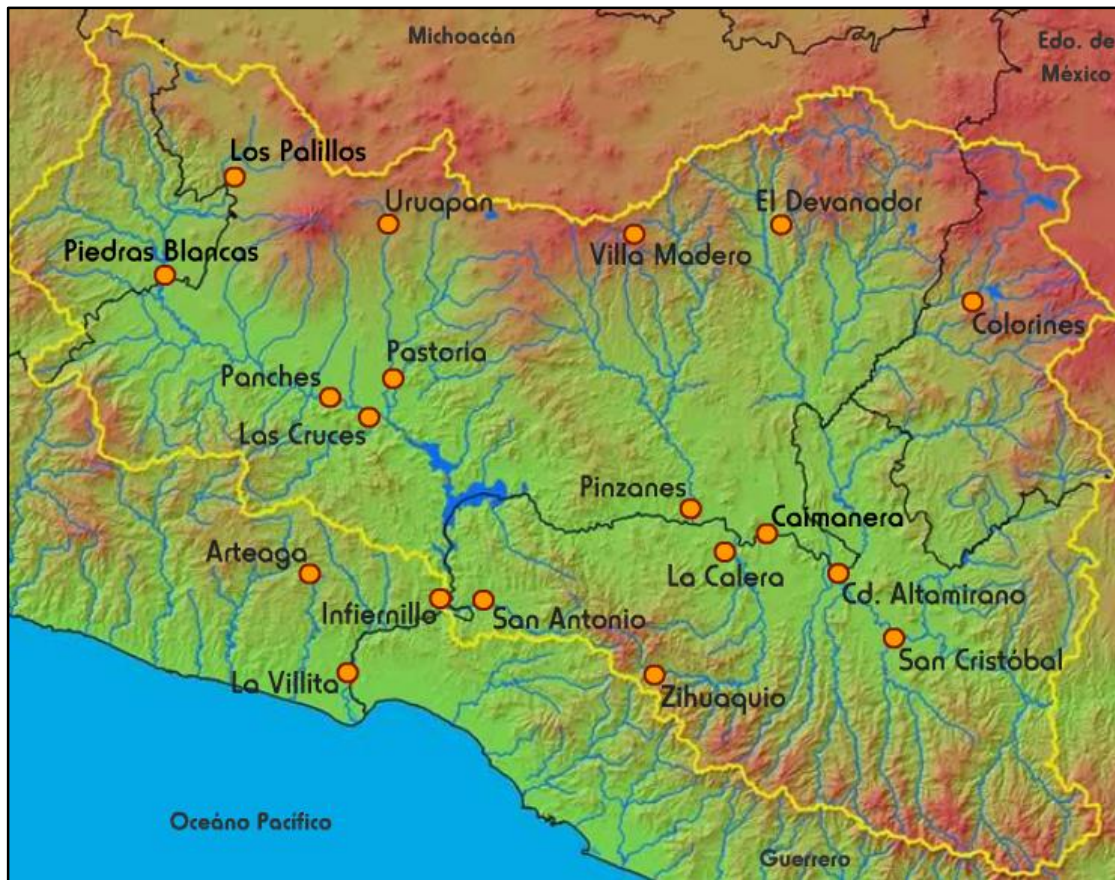 Michoacán
Edo. de
México
Los Palillos
Uruapan
El Devanador
Villa Madero
Piedras Blancas
Colorines
Pastoria
Panches
Las Cruces
Pinzanes
Caimanera
Arteaga
La Calera
Cd. Altamirano
Infiernillo
San Antonio
San Cristóbal
La Villita
Zihuaquio
Oceáno Pacífico
Guerrero